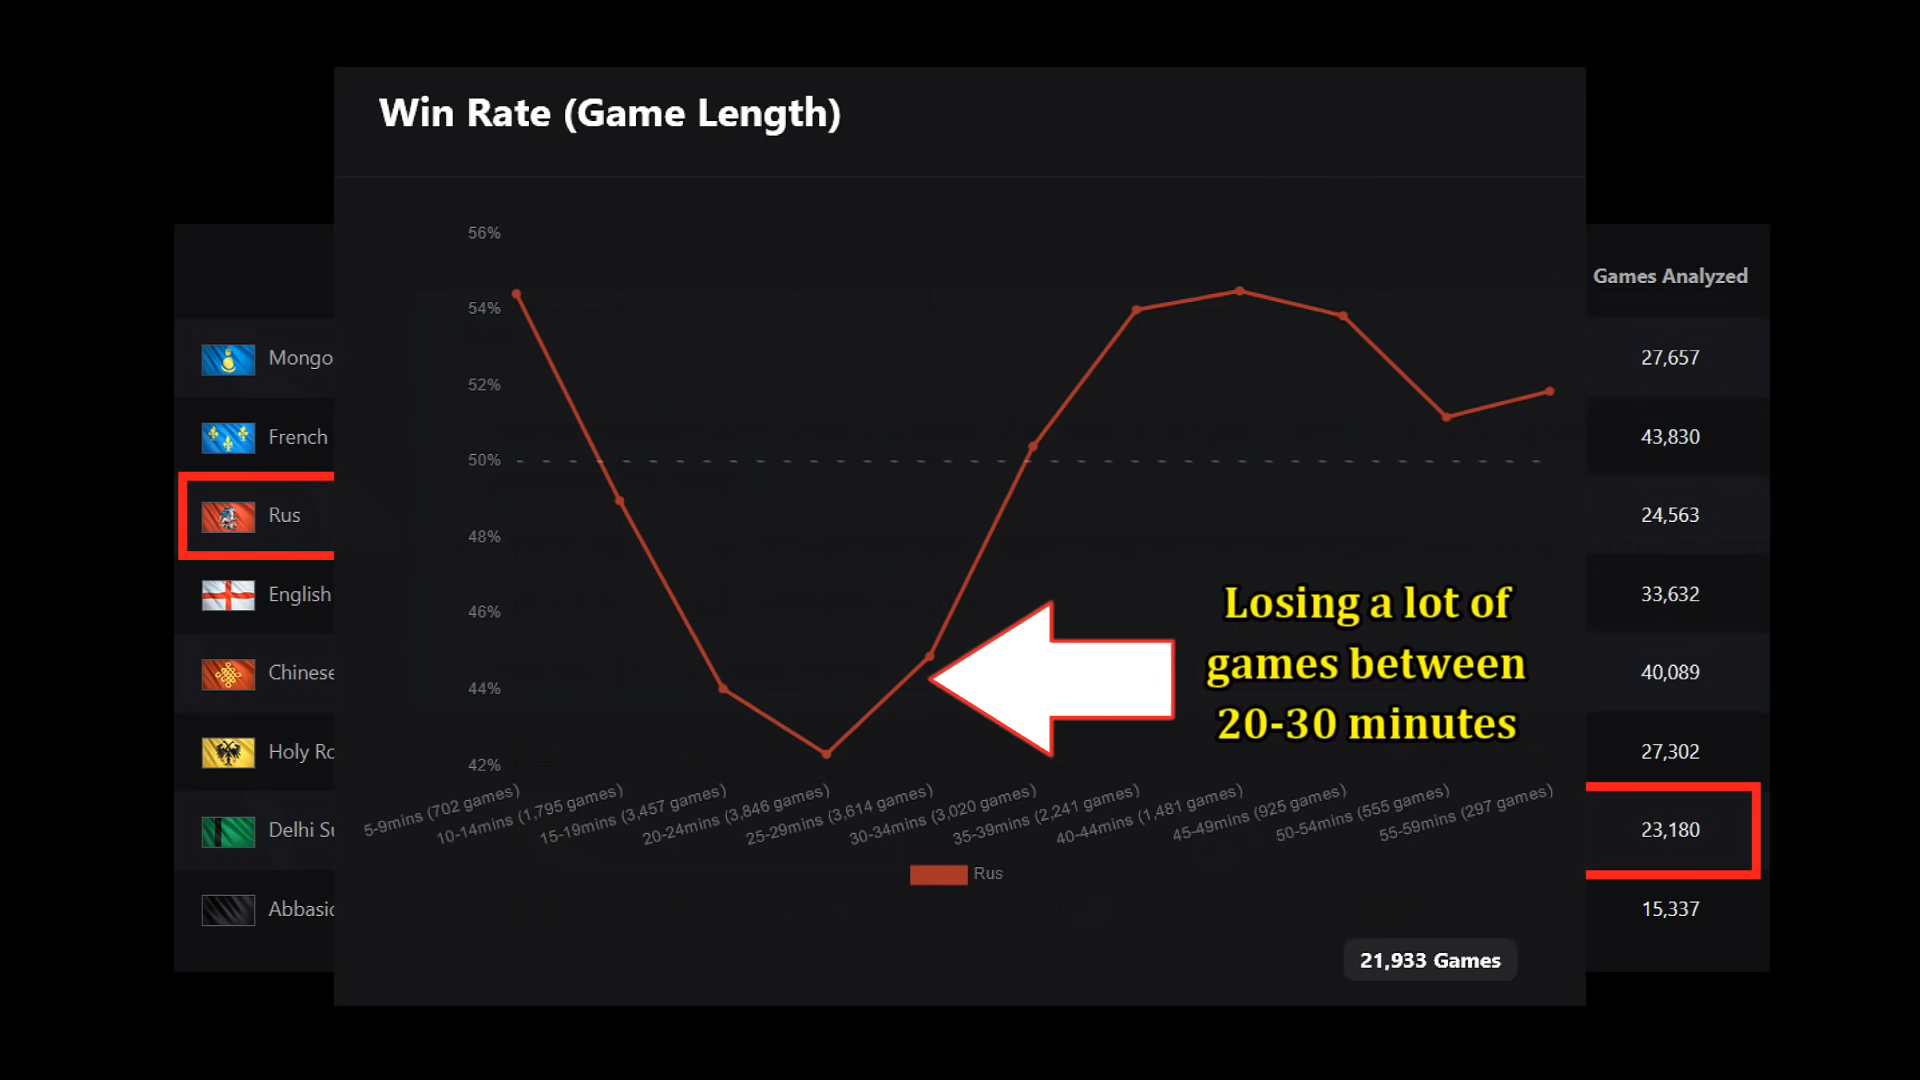 Win Rate (Game Length)
56%
54%
52%
50%
48%
46%
44%
42%
5-9mins (702 games)
10-14mins (1,795 games)
15-19mins (3,457 games)
20-24mins (3,846 games)
25-29mins (3,614 games)
30-34mins (3,020 games)
35-39mins (2,241 games)
40-44mins (1,481 games)
45-49mins (925 games)
50-54mins (555 games)
55-59mins (297 games)
Rus
21,933 Games
Losing a lot of
games between
20-30 minutes
Games Analyzed
Mongo 27,657
French 43,830
Rus 24,563
English 33,632
Chinese 40,089
Holy Ro 27,302
Delhi Su 23,180
Abbasid 15,337